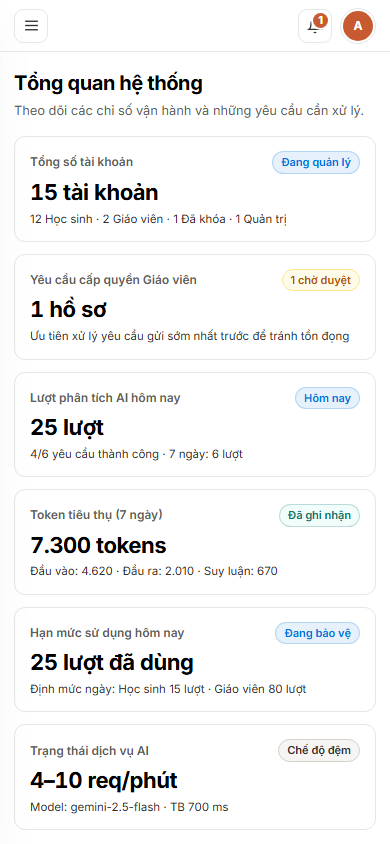 1
A
Tổng quan hệ thống
Theo dõi các chỉ số vận hành và những yêu cầu cần xử lý.
Tổng số tài khoản
Đang quản lý
15 tài khoản
12 Học sinh · 2 Giáo viên · 1 Đã khóa · 1 Quản trị
Yêu cầu cấp quyền Giáo viên
1 chờ duyệt
1 hồ sơ
Ưu tiên xử lý yêu cầu gửi sớm nhất trước để tránh tồn đọng
Lượt phân tích AI hôm nay
Hôm nay
25 lượt
4/6 yêu cầu thành công · 7 ngày: 6 lượt
Token tiêu thụ (7 ngày)
Đã ghi nhận
7.300 tokens
Đầu vào: 4.620 · Đầu ra: 2.010 · Suy luận: 670
Hạn mức sử dụng hôm nay
Đang bảo vệ
25 lượt đã dùng
Định mức ngày: Học sinh 15 lượt · Giáo viên 80 lượt
Trạng thái dịch vụ AI
Chế độ đệm
4–10 req/phút
Model: gemini-2.5-flash · TB 700 ms